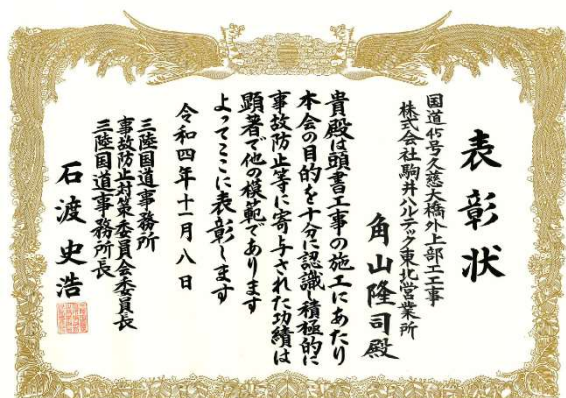 表彰状
国道45号久慈大橋外上部工工事
株式会社駒井ハルテック東北営業所
角山隆司殿
貴殿は頭書工事の施工にあたり
本会の目的を十分に認識し積極的に
事故防止等に寄与された功績は
顕著で他の模範であります
よってここに表彰します
令和四年十一月八日
三陸国道事務所
事故防止対策委員会委員長
三陸国道事務所長
石渡史浩